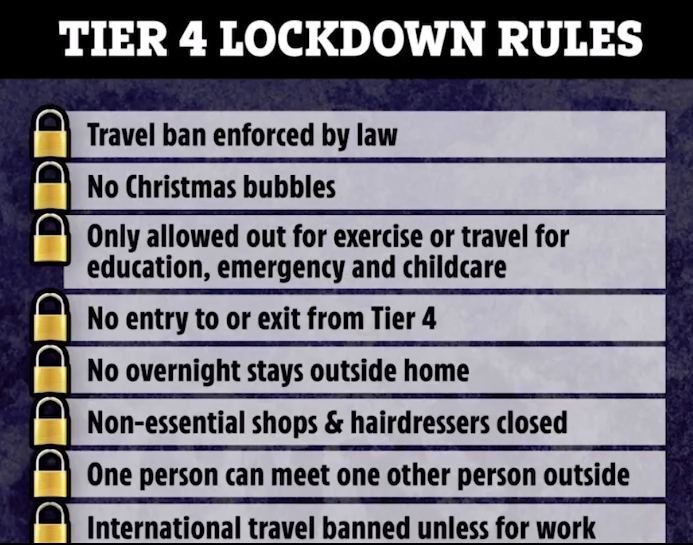 TIER 4 LOCKDOWN RULES
Travel ban enforced by law
No Christmas bubbles
Only allowed out for exercise or travel for
education, emergency and childcare
No entry to or exit from Tier 4
No overnight stays outside home
Non-essential shops & hairdressers closed
One person can meet one other person outside
International travel banned unless for work